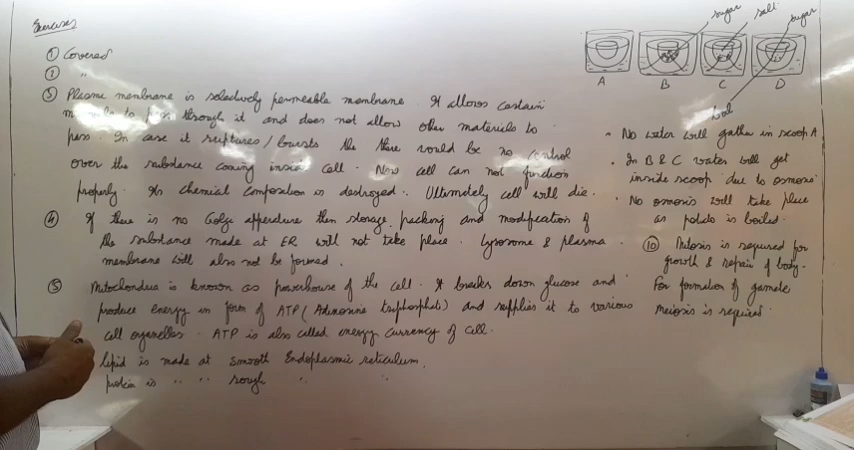 Exercises
① Covered
② "
③ Plasma membrane is selectively permeable membrane. It allows certain
to pass through it and does not allow other materials to
pass. In case it ruptures / bursts the there would be no control
over the substance coming inside cell. Now cell can not function
properly. Its chemical composition is destroyed. Ultimately cell will die.
④ If there is no Golgi then storage, packing and modification of
the substance made at ER will not take place. Lysosome & plasma
membrane will also not be formed.
⑤ Mitochondria is known as powerhouse of the cell. It breaks down glucose and
produce energy in form of ATP ( ) and supplies it to various
cell organelles. ATP is also called energy currency of cell.
Lipid is made at smooth Endoplasmic reticulum.
protein is " " rough " "
sugar salt sugar
A B C D
• No water will gather in scoop A
• In B & C water will get
inside scoop due to osmosis
• No osmosis will take place
as potato is boiled.
⑩ Mitosis is required for
growth & repair of body.
For formation of gamete
meiosis is required.